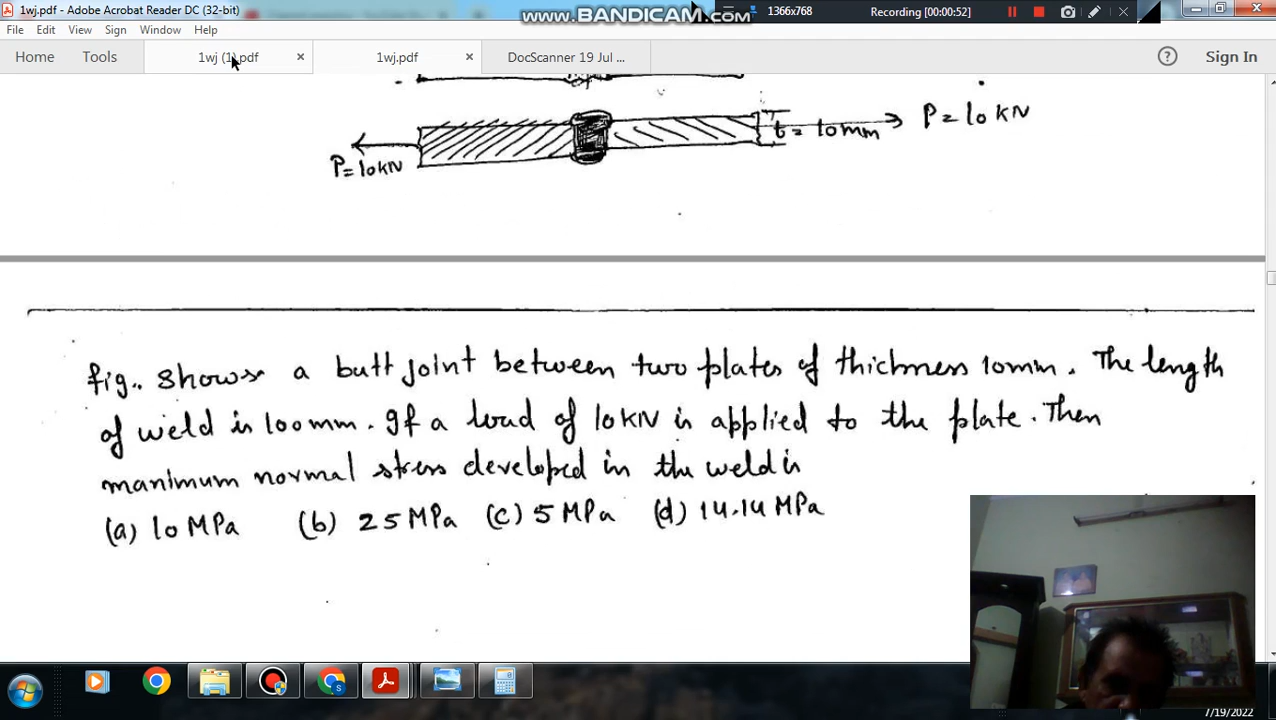 1wj.pdf - Adobe Acrobat Reader DC (32-bit)
www.BANDICAM.com
1366x768
Recording [00:00:52]
File Edit View Sign Window Help
Home Tools 1wj (1).pdf × 1wj.pdf × DocScanner 19 Jul ... ? Sign In
P = 10 KN
t = 10mm
P = 10KN
fig.. Shows a butt joint between two plates of thickness 10mm. The length
of weld is 100mm. If a load of 10KN is applied to the plate. Then
manimum normal stress developed in the weld is
(a) 10 MPa (b) 25 MPa (c) 5 MPa (d) 14.14 MPa
7/19/2022